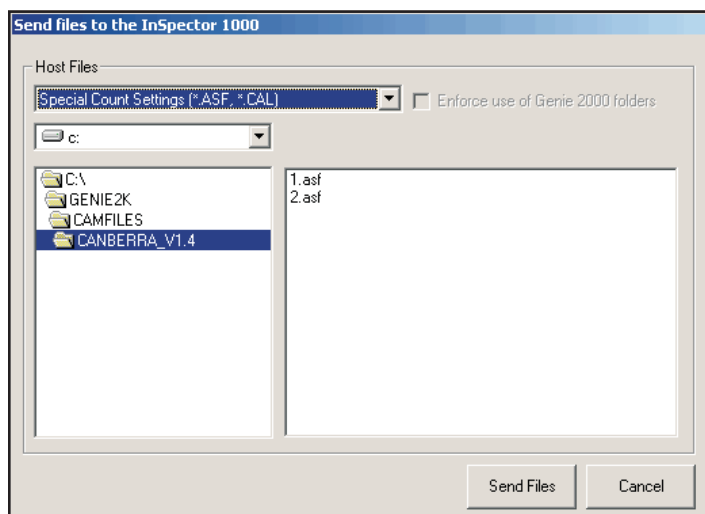 Send files to the InSpector 1000
Host Files
Special Count Settings (*.ASF, *.CAL)
Enforce use of Genie 2000 folders
c:
C:\
GENIE2K
CAMFILES
CANBERRA_V1.4
1.asf
2.asf
Send Files
Cancel